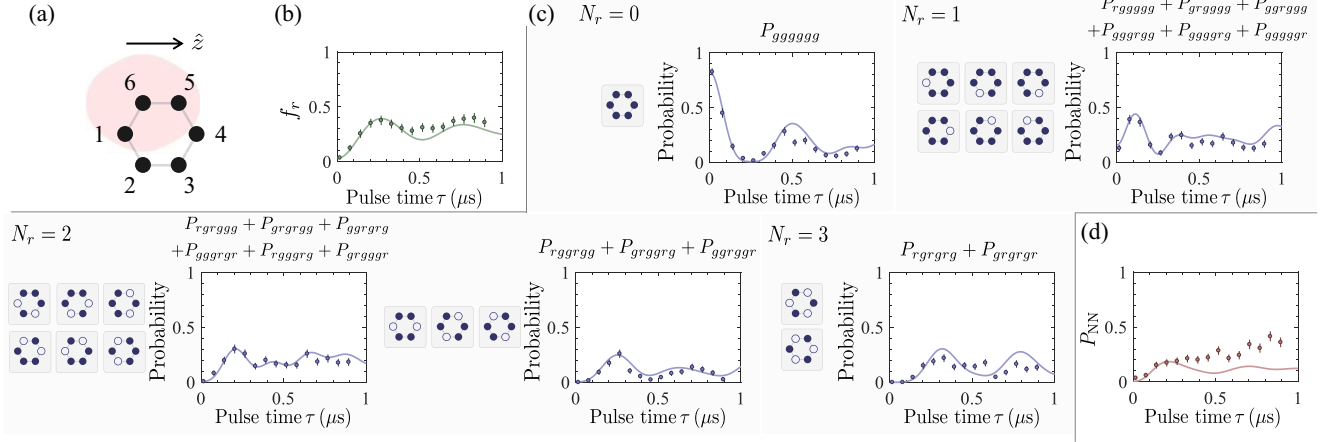 (a)
ẑ
6 5
1 4
2 3
(b)
f_r
1
0.5
0
0 0.5 1
Pulse time τ (μs)
(c) N_r = 0
P_gggggg
Probability
1
0.5
0
0 0.5 1
Pulse time τ (μs)
N_r = 1
P_rggggg + P_grgggg + P_ggrggg
+P_gggrgg + P_ggggrg + P_gggggr
Probability
1
0.5
0
0 0.5 1
Pulse time τ (μs)
N_r = 2
P_rgrggg + P_grgrgg + P_ggrgrg
+P_gggrgr + P_rgggrg + P_grgggr
Probability
1
0.5
0
0 0.5 1
Pulse time τ (μs)
P_rggrgg + P_grggrg + P_ggrggr
Probability
1
0.5
0
0 0.5 1
Pulse time τ (μs)
N_r = 3
P_rgrgrg + P_grgrgr
Probability
1
0.5
0
0 0.5 1
Pulse time τ (μs)
(d)
P_NN
1
0.5
0
0 0.5 1
Pulse time τ (μs)